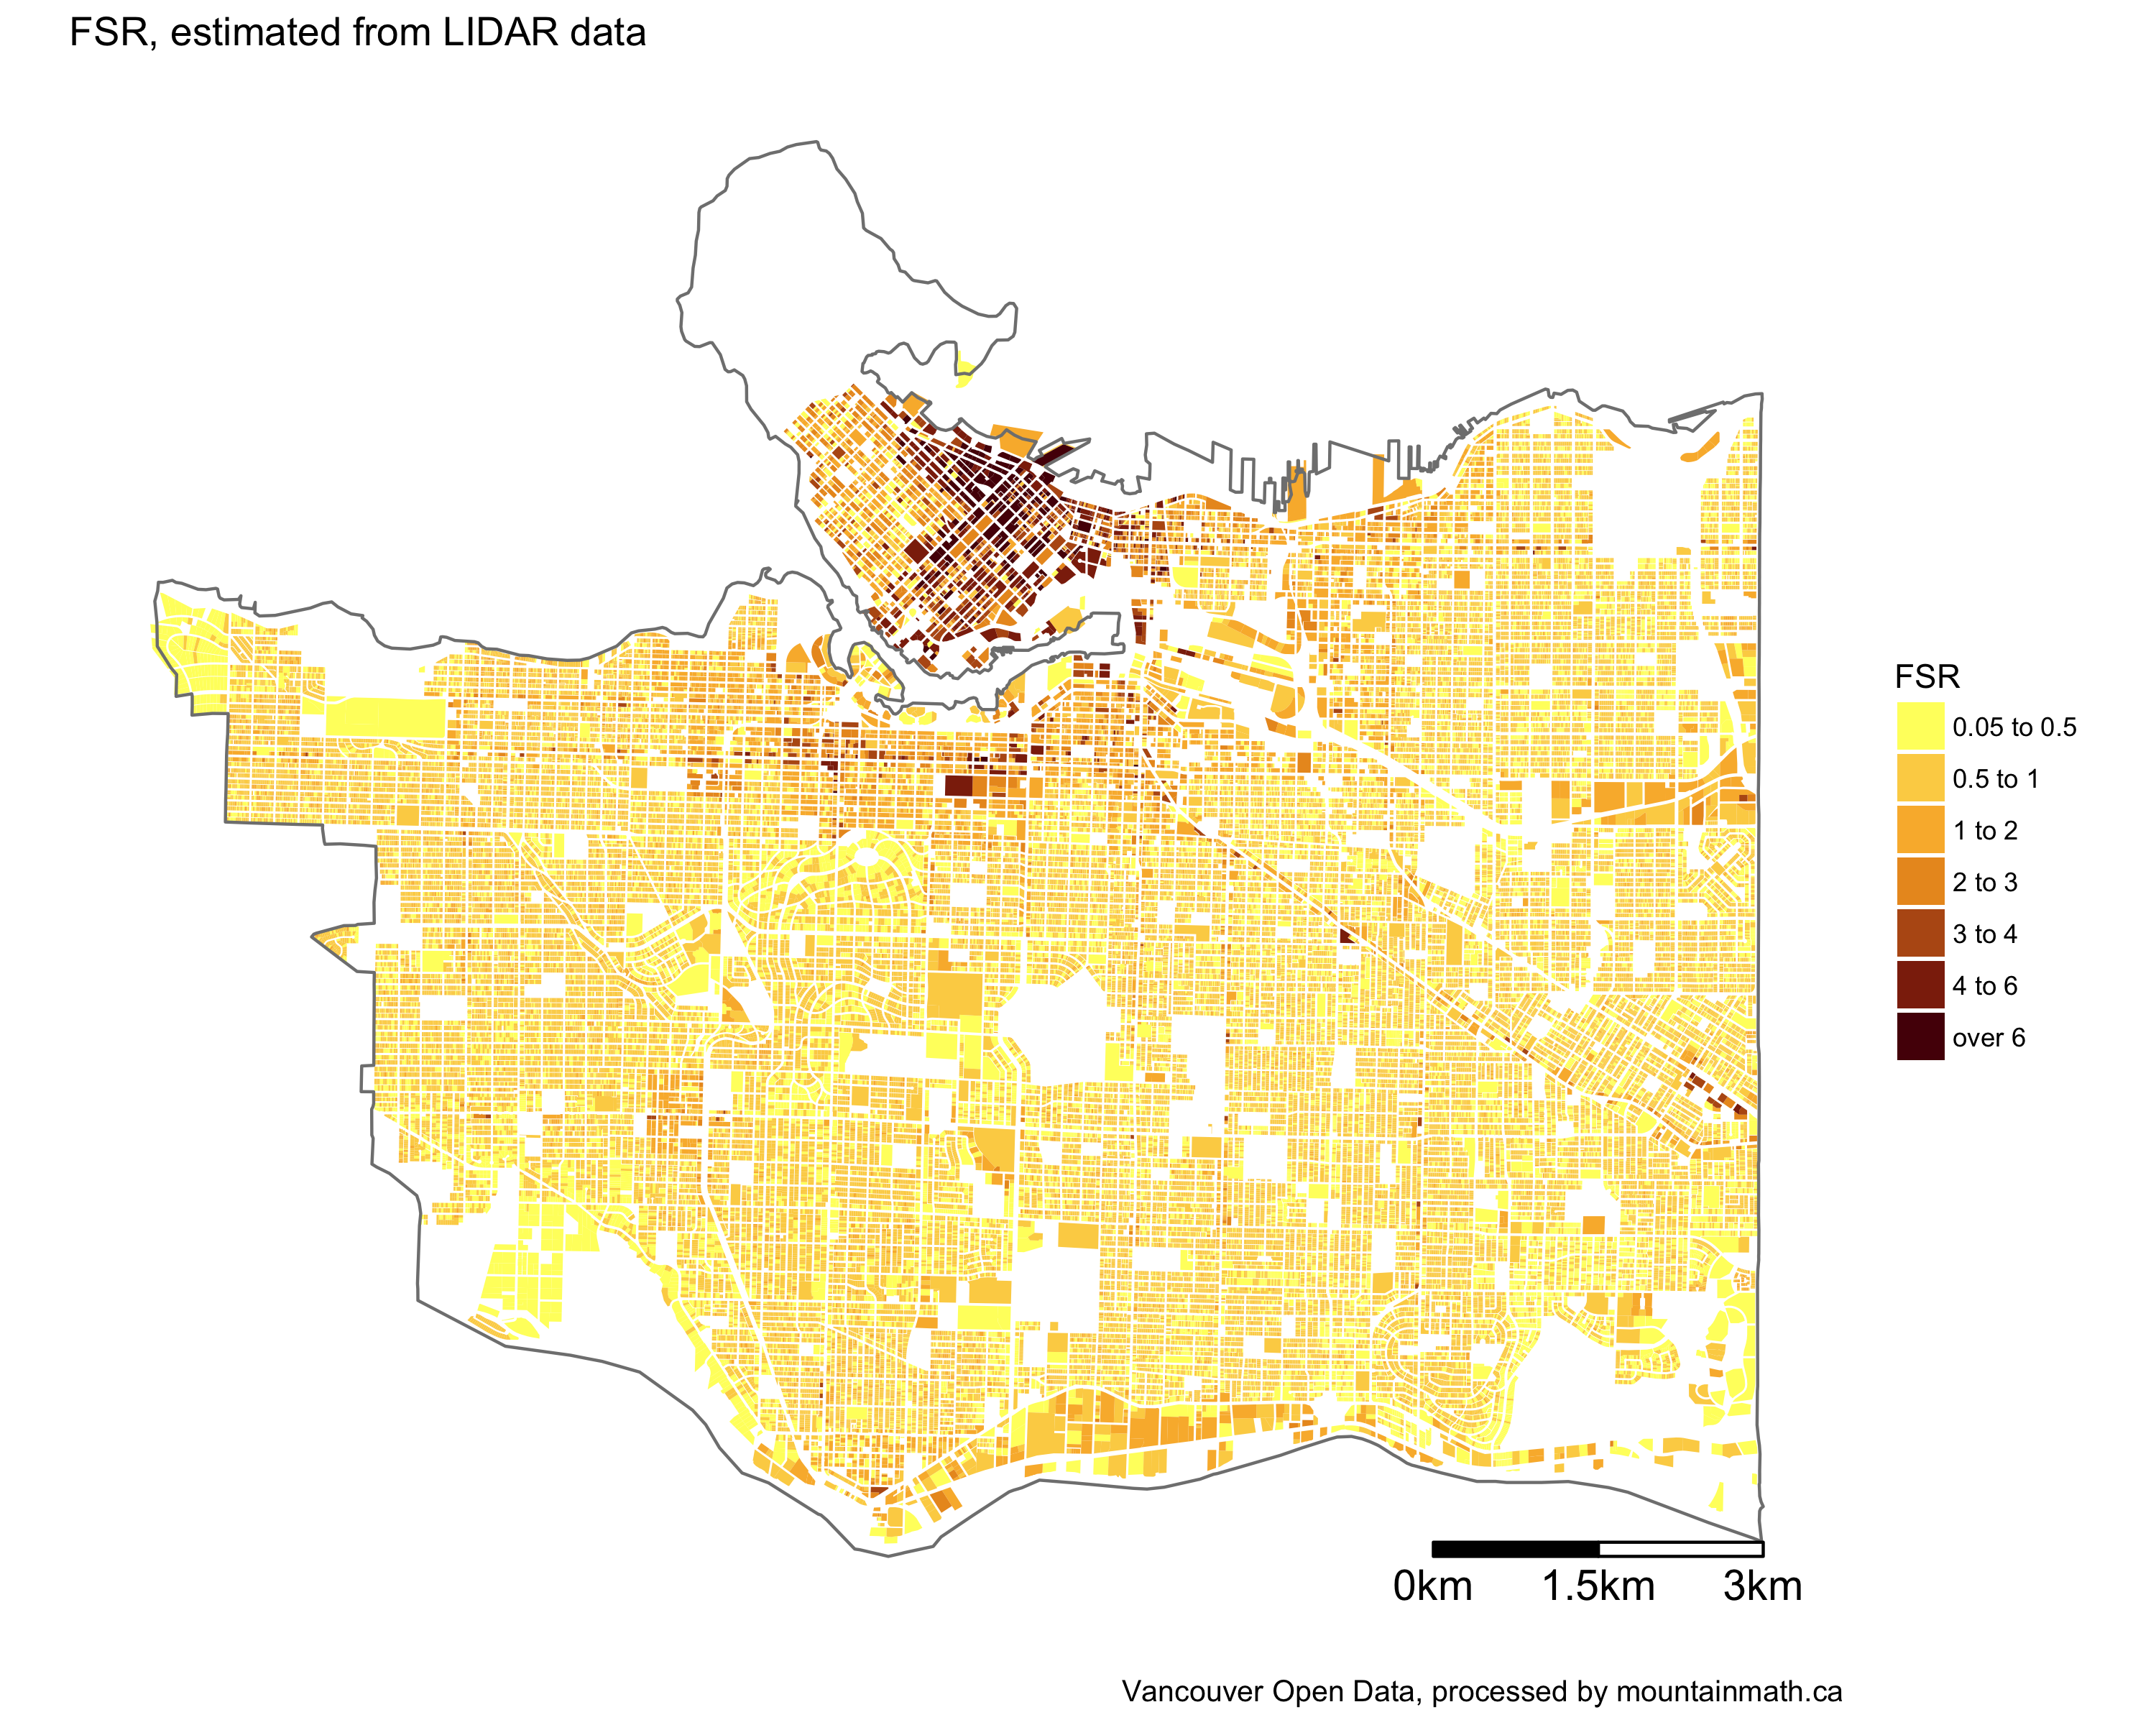 FSR, estimated from LIDAR data
FSR
0.05 to 0.5
0.5 to 1
1 to 2
2 to 3
3 to 4
4 to 6
over 6
0km 1.5km 3km
Vancouver Open Data, processed by mountainmath.ca